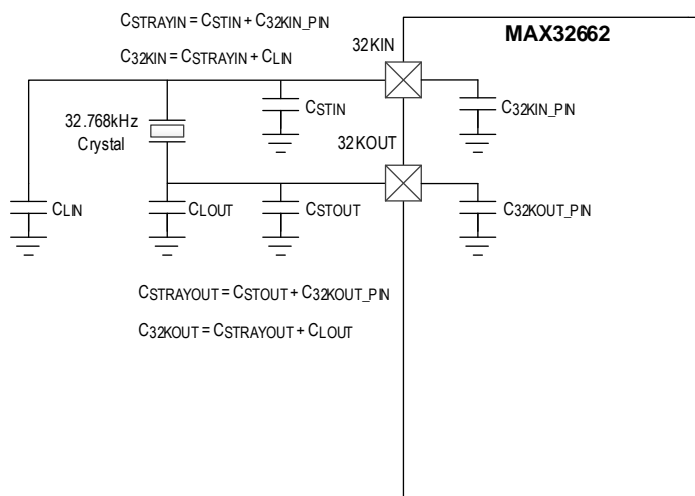 CSTRAYIN = CSTIN + C32KIN_PIN
MAX32662
32KIN
C32KIN = CSTRAYIN + CLIN
CSTIN
C32KIN_PIN
32.768kHz
Crystal
32KOUT
CLIN
CLOUT
CSTOUT
C32KOUT_PIN
CSTRAYOUT = CSTOUT + C32KOUT_PIN
C32KOUT = CSTRAYOUT + CLOUT